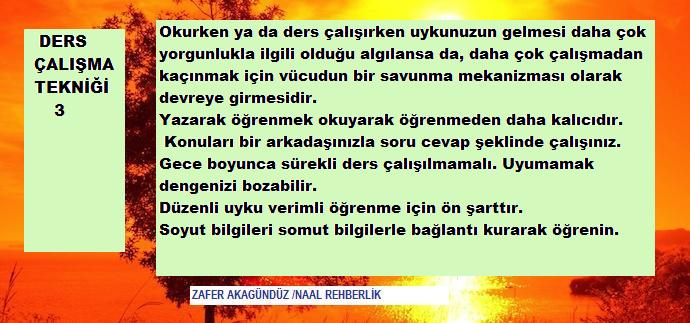 DERS
ÇALIŞMA
TEKNİĞİ
3
Okurken ya da ders çalışırken uykunuzun gelmesi daha çok
yorgunlukla ilgili olduğu algılansa da, daha çok çalışmadan
kaçınmak için vücudun bir savunma mekanizması olarak
devreye girmesidir.
Yazarak öğrenmek okuyarak öğrenmeden daha kalıcıdır.
Konuları bir arkadaşınızla soru cevap şeklinde çalışınız.
Gece boyunca sürekli ders çalışılmamalı. Uyumamak
dengenizi bozabilir.
Düzenli uyku verimli öğrenme için ön şarttır.
Soyut bilgileri somut bilgilerle bağlantı kurarak öğrenin.
ZAFER AKAGÜNDÜZ /NAAL REHBERLİK